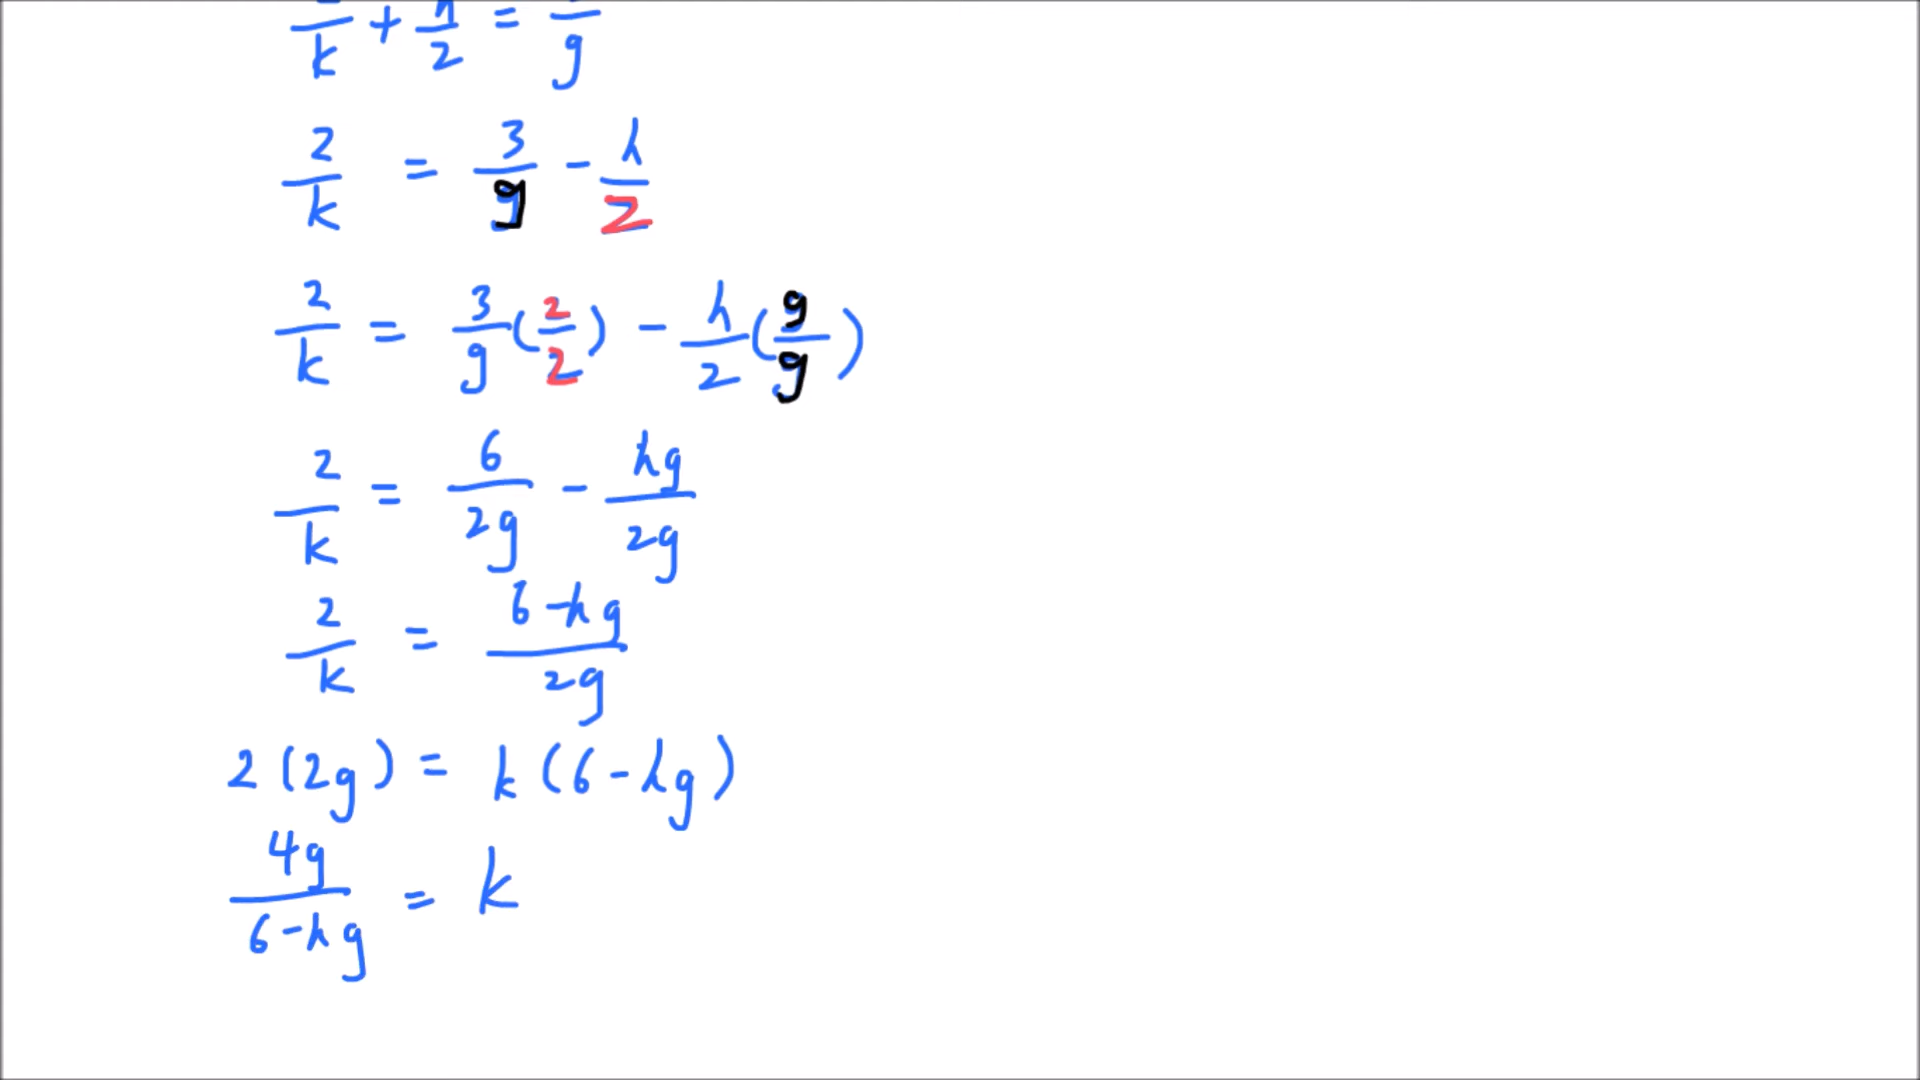 /k + h/2 = /g
2/k = 3/g - h/2
2/k = 3/g (2/2) - h/2 (g/g)
2/k = 6/2g - hg/2g
2/k = 6-hg/2g
2(2g) = k(6-hg)
4g/6-hg = k